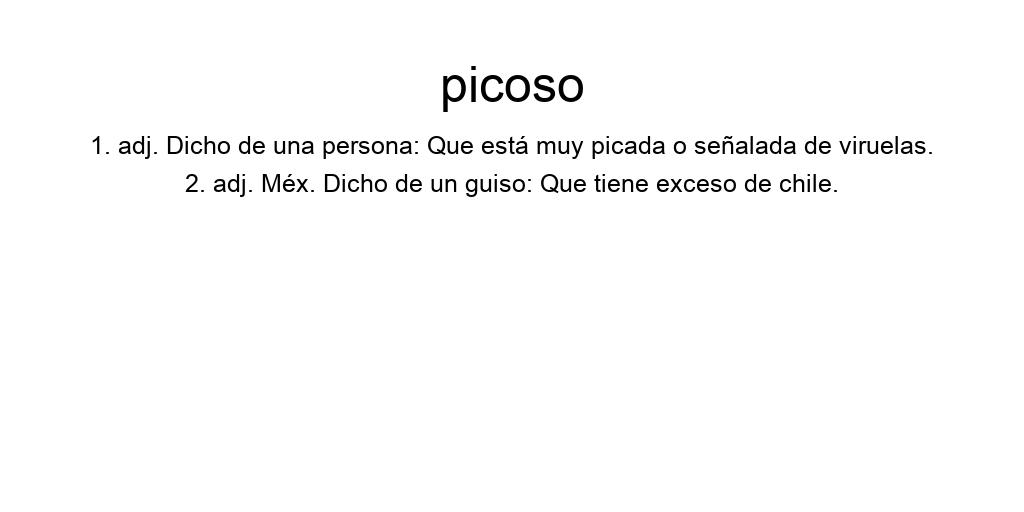 picoso
1. adj. Dicho de una persona: Que está muy picada o señalada de viruelas.
2. adj. Méx. Dicho de un guiso: Que tiene exceso de chile.